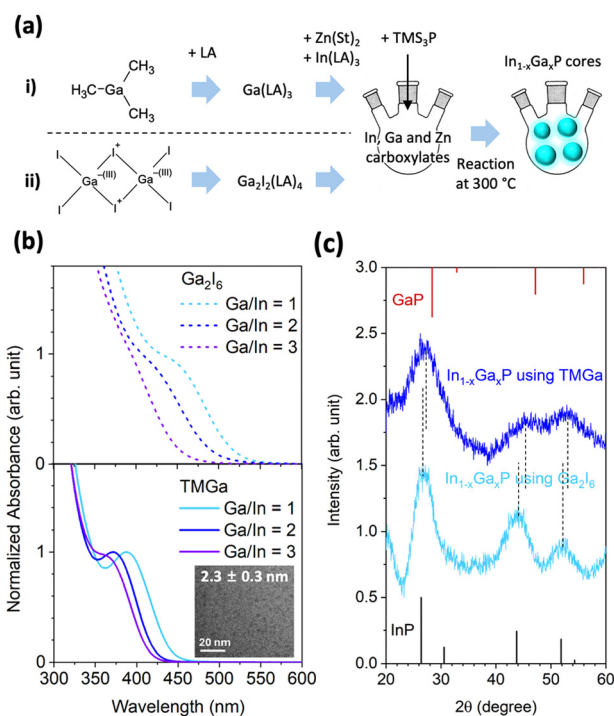 (a)
i)
CH₃
H₃C-Ga
CH₃
+ LA
Ga(LA)₃
+ Zn(St)₂
+ In(LA)₃
+ TMS₃P
In, Ga and Zn
carboxylates
Reaction
at 300 °C
In₁₋ₓGaₓP cores
ii)
I I⁺ I
Ga⁻⁽ᴵᴵᴵ⁾ Ga⁻⁽ᴵᴵᴵ⁾
I I⁺ I
Ga₂I₂(LA)₄
(b)
Normalized Absorbance (arb. unit)
Ga₂I₆
Ga/In = 1
Ga/In = 2
Ga/In = 3
1
0
TMGa
Ga/In = 1
Ga/In = 2
Ga/In = 3
1
0
2.3 ± 0.3 nm
20 nm
300 350 400 450 500 550 600
Wavelength (nm)
(c)
Intensity (arb. unit)
3.0
2.5
2.0
1.5
1.0
0.5
0.0
GaP
In₁₋ₓGaₓP using TMGa
In₁₋ₓGaₓP using Ga₂I₆
InP
20 30 40 50 60
2θ (degree)